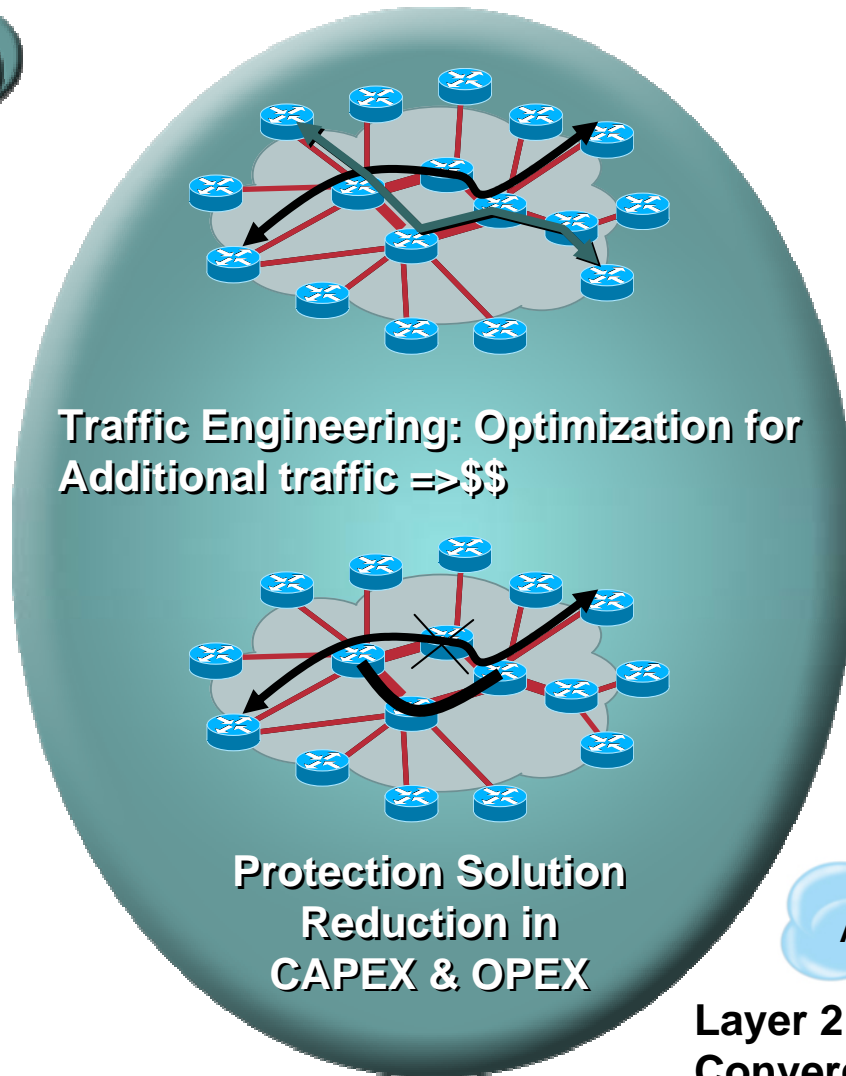 Traffic Engineering: Optimization for
Additional traffic =>$$
Protection Solution
Reduction in
CAPEX & OPEX
Layer 2